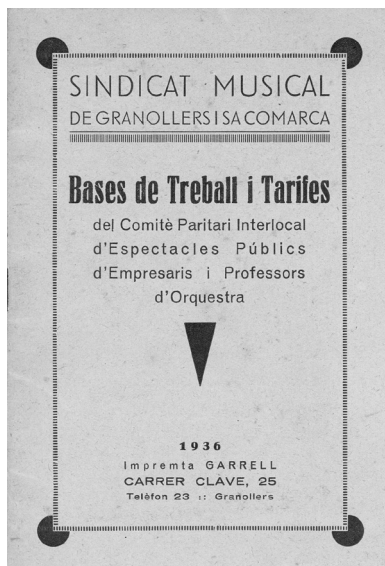 SINDICAT MUSICAL
DE GRANOLLERS I SA COMARCA
Bases de Treball i Tarifes
del Comitè Paritari Interlocal
d'Espectacles Públics
d'Empresaris i Professors
d'Orquestra
1936
Impremta GARRELL
CARRER CLAVÉ, 25
Telèfon 23 :: Granollers